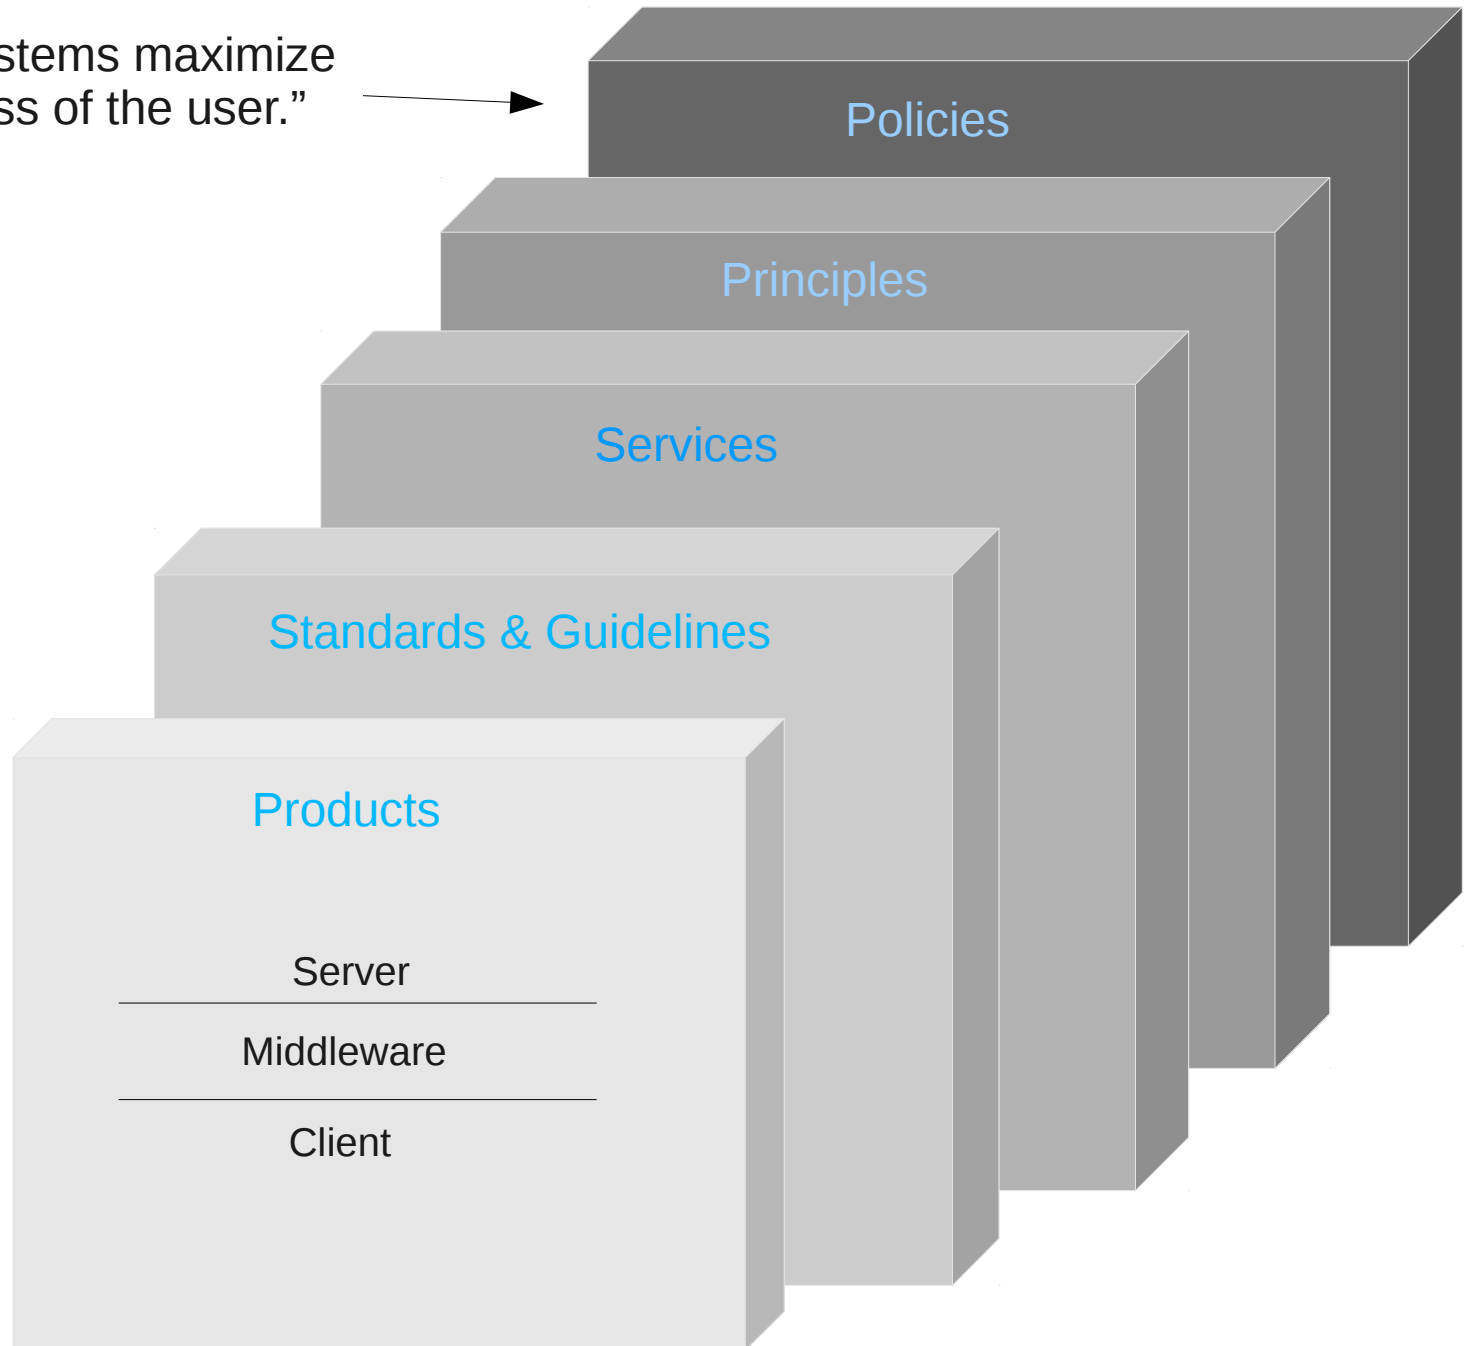 stems maximize
ss of the user.”
Policies
Principles
Services
Standards & Guidelines
Products
Server
Middleware
Client